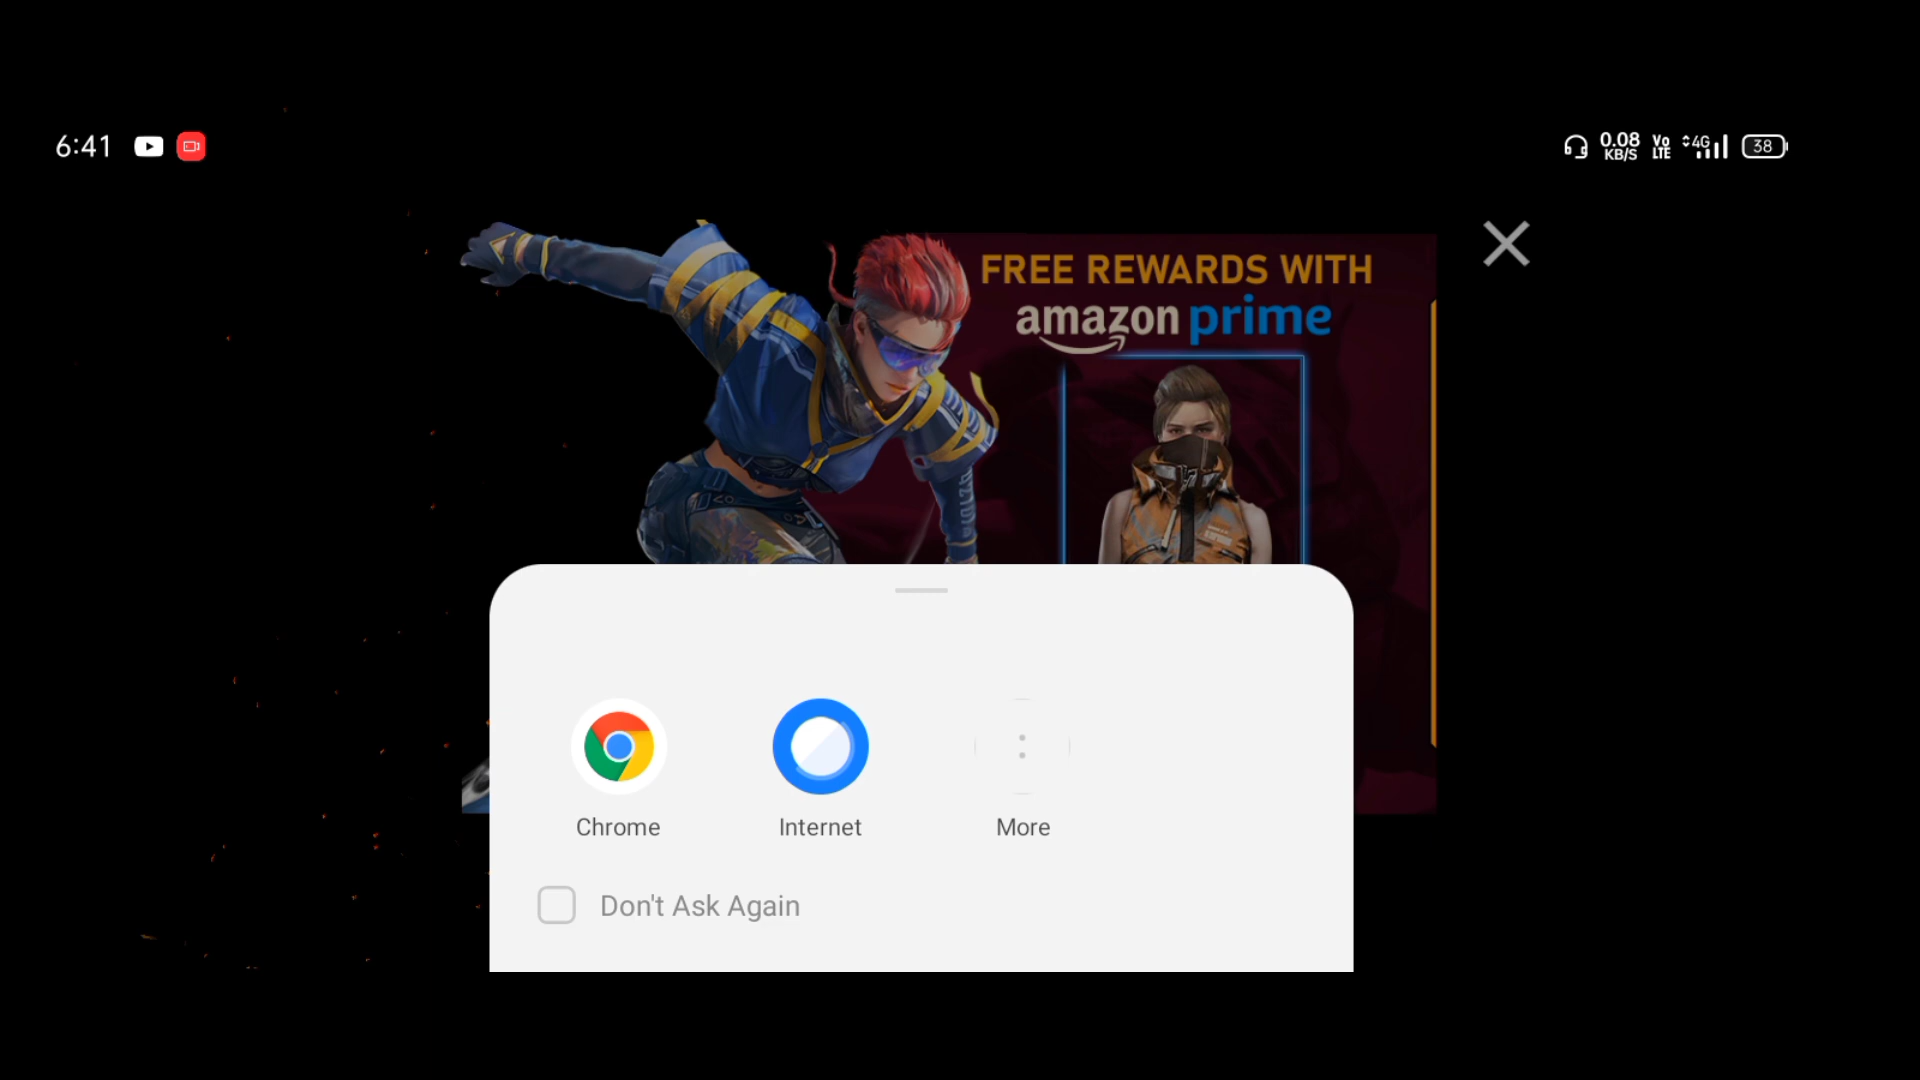 6:41
0.08
KB/S
Vo
LTE
4G
38
FREE REWARDS WITH
amazon prime
Chrome
Internet
More
Don't Ask Again